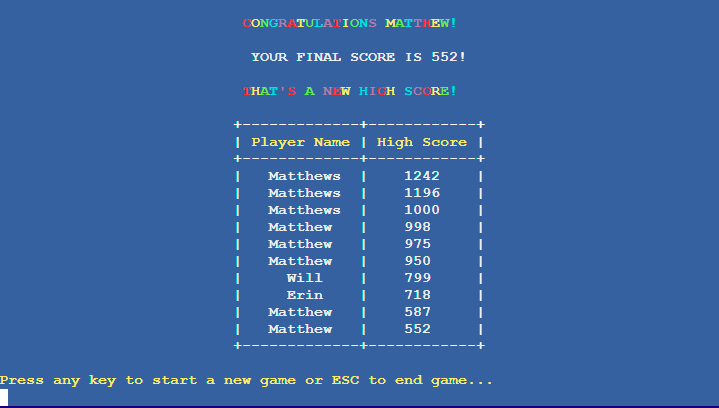 CONGRATULATIONS MATTHEW!
YOUR FINAL SCORE IS 552!
THAT'S A NEW HIGH SCORE!
+-------------+------------+
| Player Name | High Score |
+-------------+------------+
| Matthews | 1242 |
| Matthews | 1196 |
| Matthews | 1000 |
| Matthew | 998 |
| Matthew | 975 |
| Matthew | 950 |
| Will | 799 |
| Erin | 718 |
| Matthew | 587 |
| Matthew | 552 |
+-------------+------------+
Press any key to start a new game or ESC to end game...